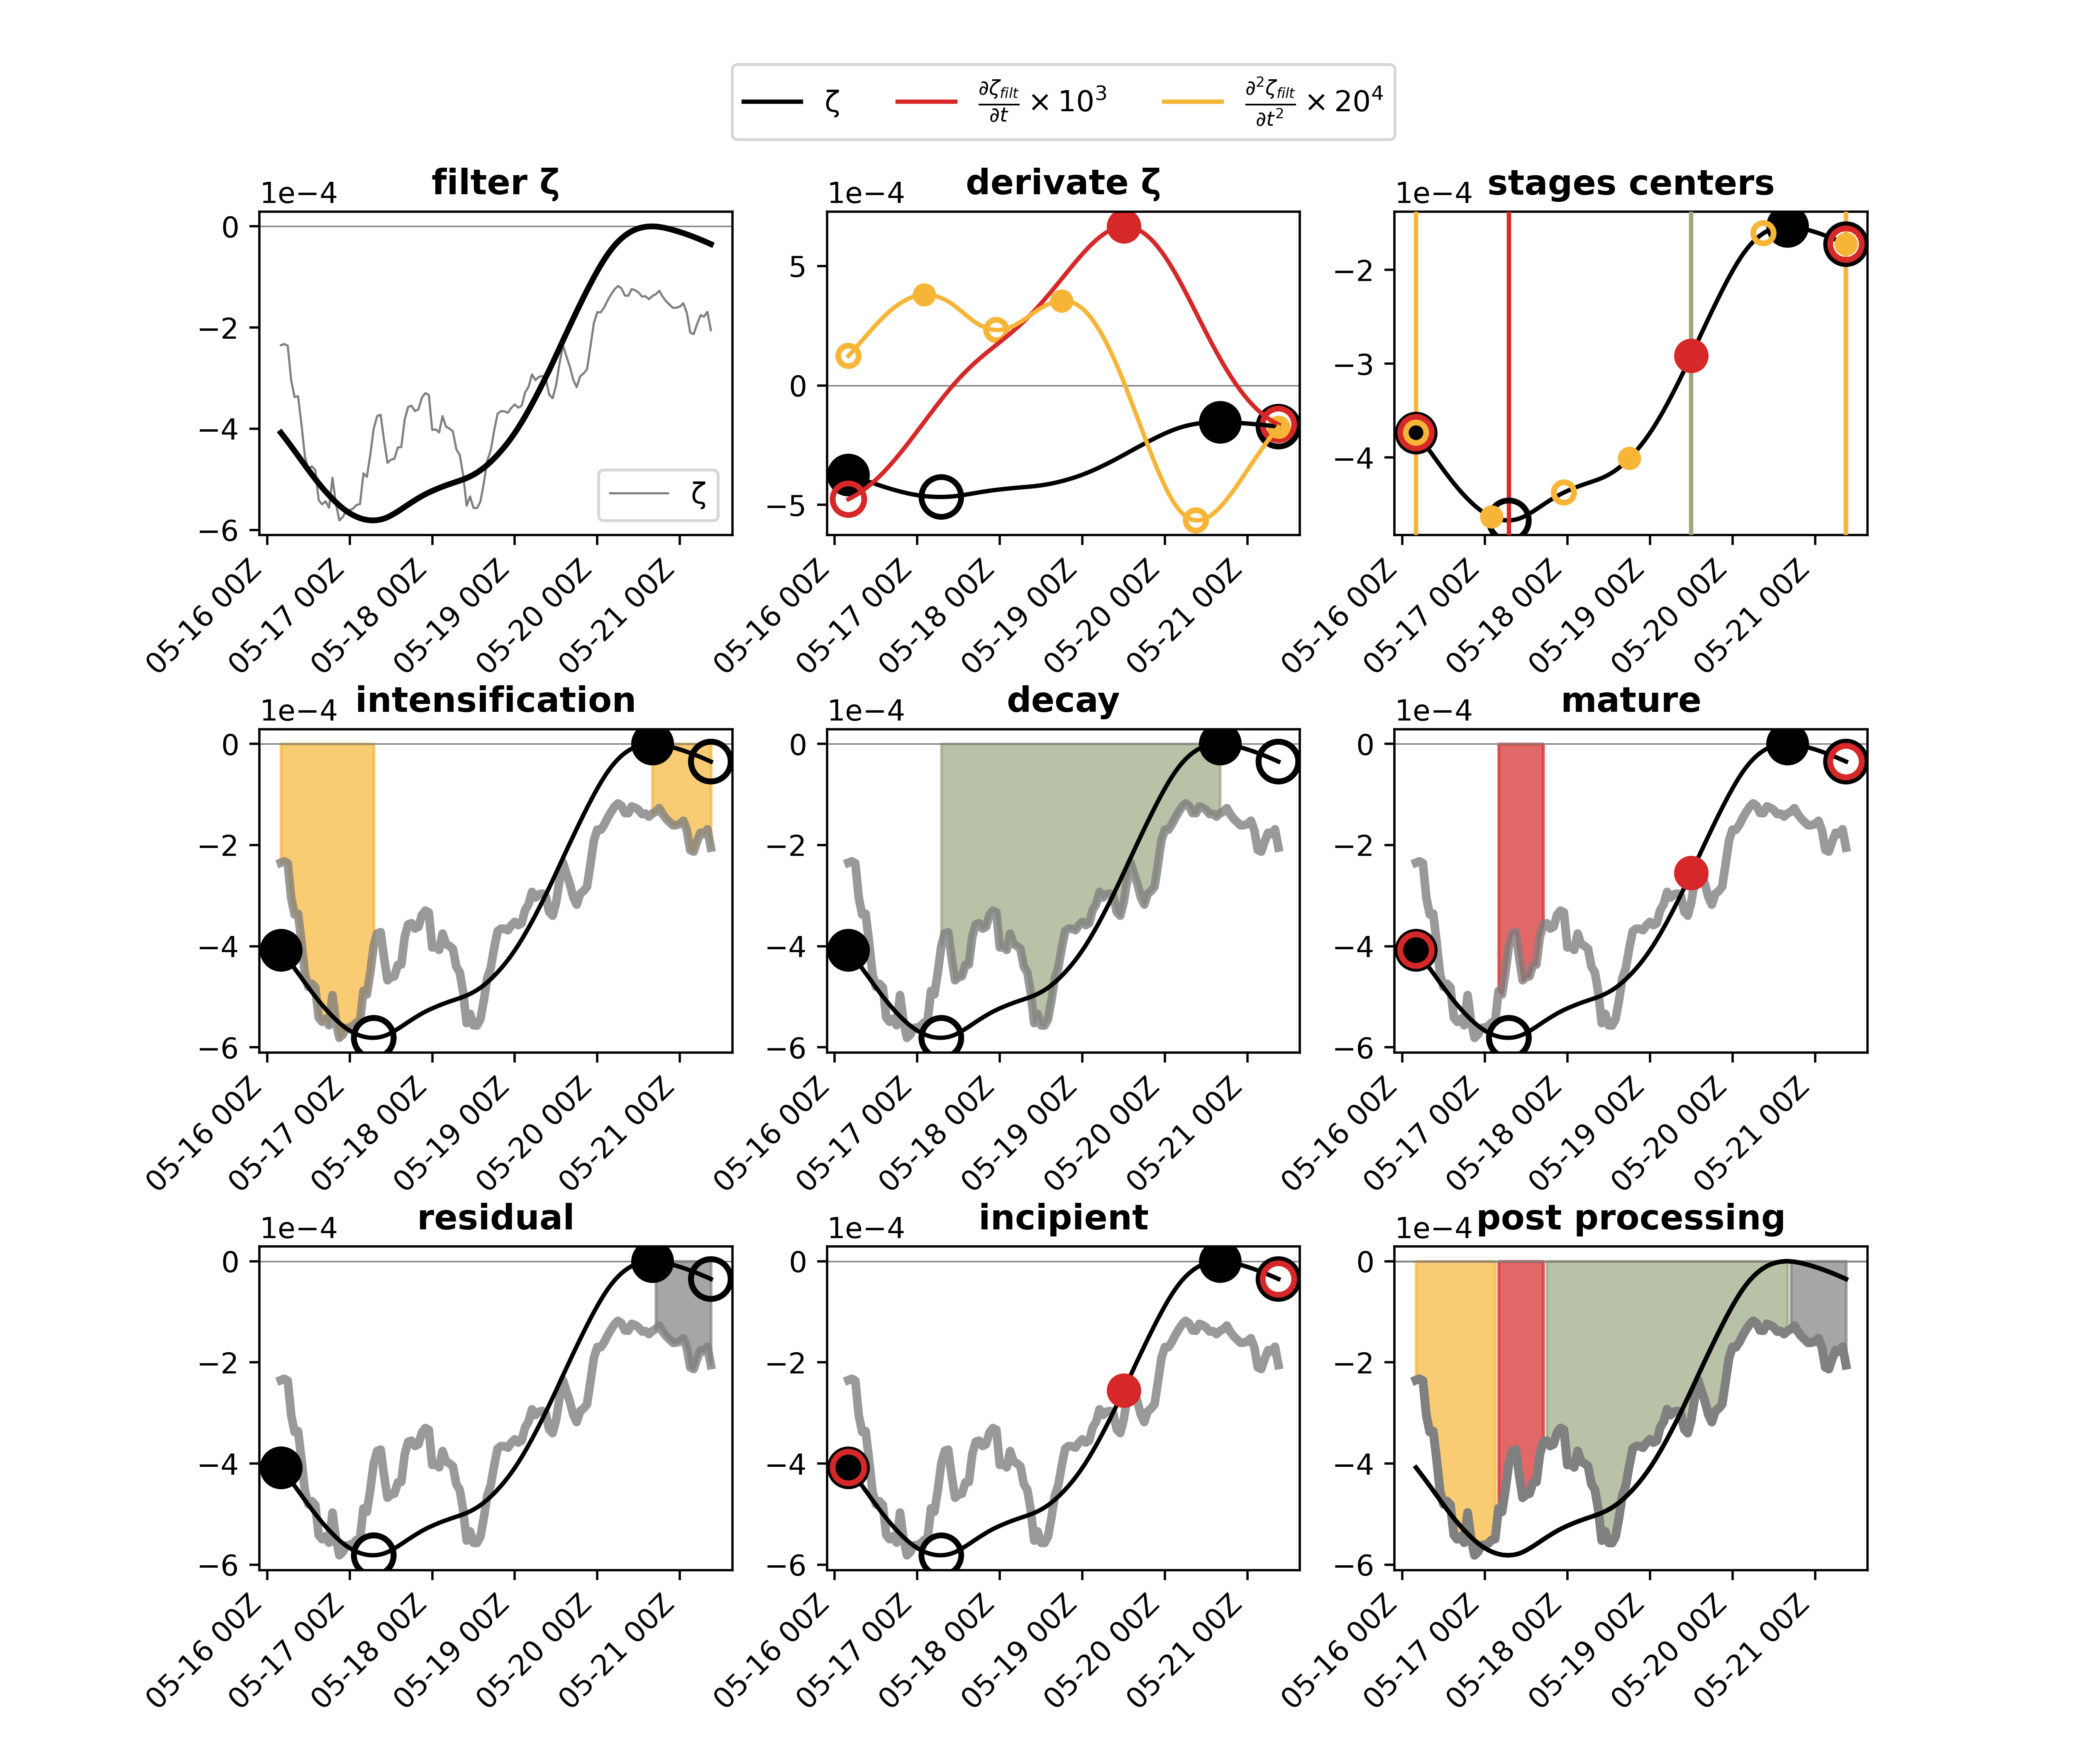 ζ ∂ζfilt/∂t × 10³ ∂²ζfilt/∂t² × 20⁴
filter ζ
1e−4
0
−2
−4
−6
ζ
05-16 00Z
05-17 00Z
05-18 00Z
05-19 00Z
05-20 00Z
05-21 00Z
derivate ζ
1e−4
5
0
−5
05-16 00Z
05-17 00Z
05-18 00Z
05-19 00Z
05-20 00Z
05-21 00Z
stages centers
1e−4
−2
−3
−4
05-16 00Z
05-17 00Z
05-18 00Z
05-19 00Z
05-20 00Z
05-21 00Z
intensification
1e−4
0
−2
−4
−6
05-16 00Z
05-17 00Z
05-18 00Z
05-19 00Z
05-20 00Z
05-21 00Z
decay
1e−4
0
−2
−4
−6
05-16 00Z
05-17 00Z
05-18 00Z
05-19 00Z
05-20 00Z
05-21 00Z
mature
1e−4
0
−2
−4
−6
05-16 00Z
05-17 00Z
05-18 00Z
05-19 00Z
05-20 00Z
05-21 00Z
residual
1e−4
0
−2
−4
−6
05-16 00Z
05-17 00Z
05-18 00Z
05-19 00Z
05-20 00Z
05-21 00Z
incipient
1e−4
0
−2
−4
−6
05-16 00Z
05-17 00Z
05-18 00Z
05-19 00Z
05-20 00Z
05-21 00Z
post processing
1e−4
0
−2
−4
−6
05-16 00Z
05-17 00Z
05-18 00Z
05-19 00Z
05-20 00Z
05-21 00Z